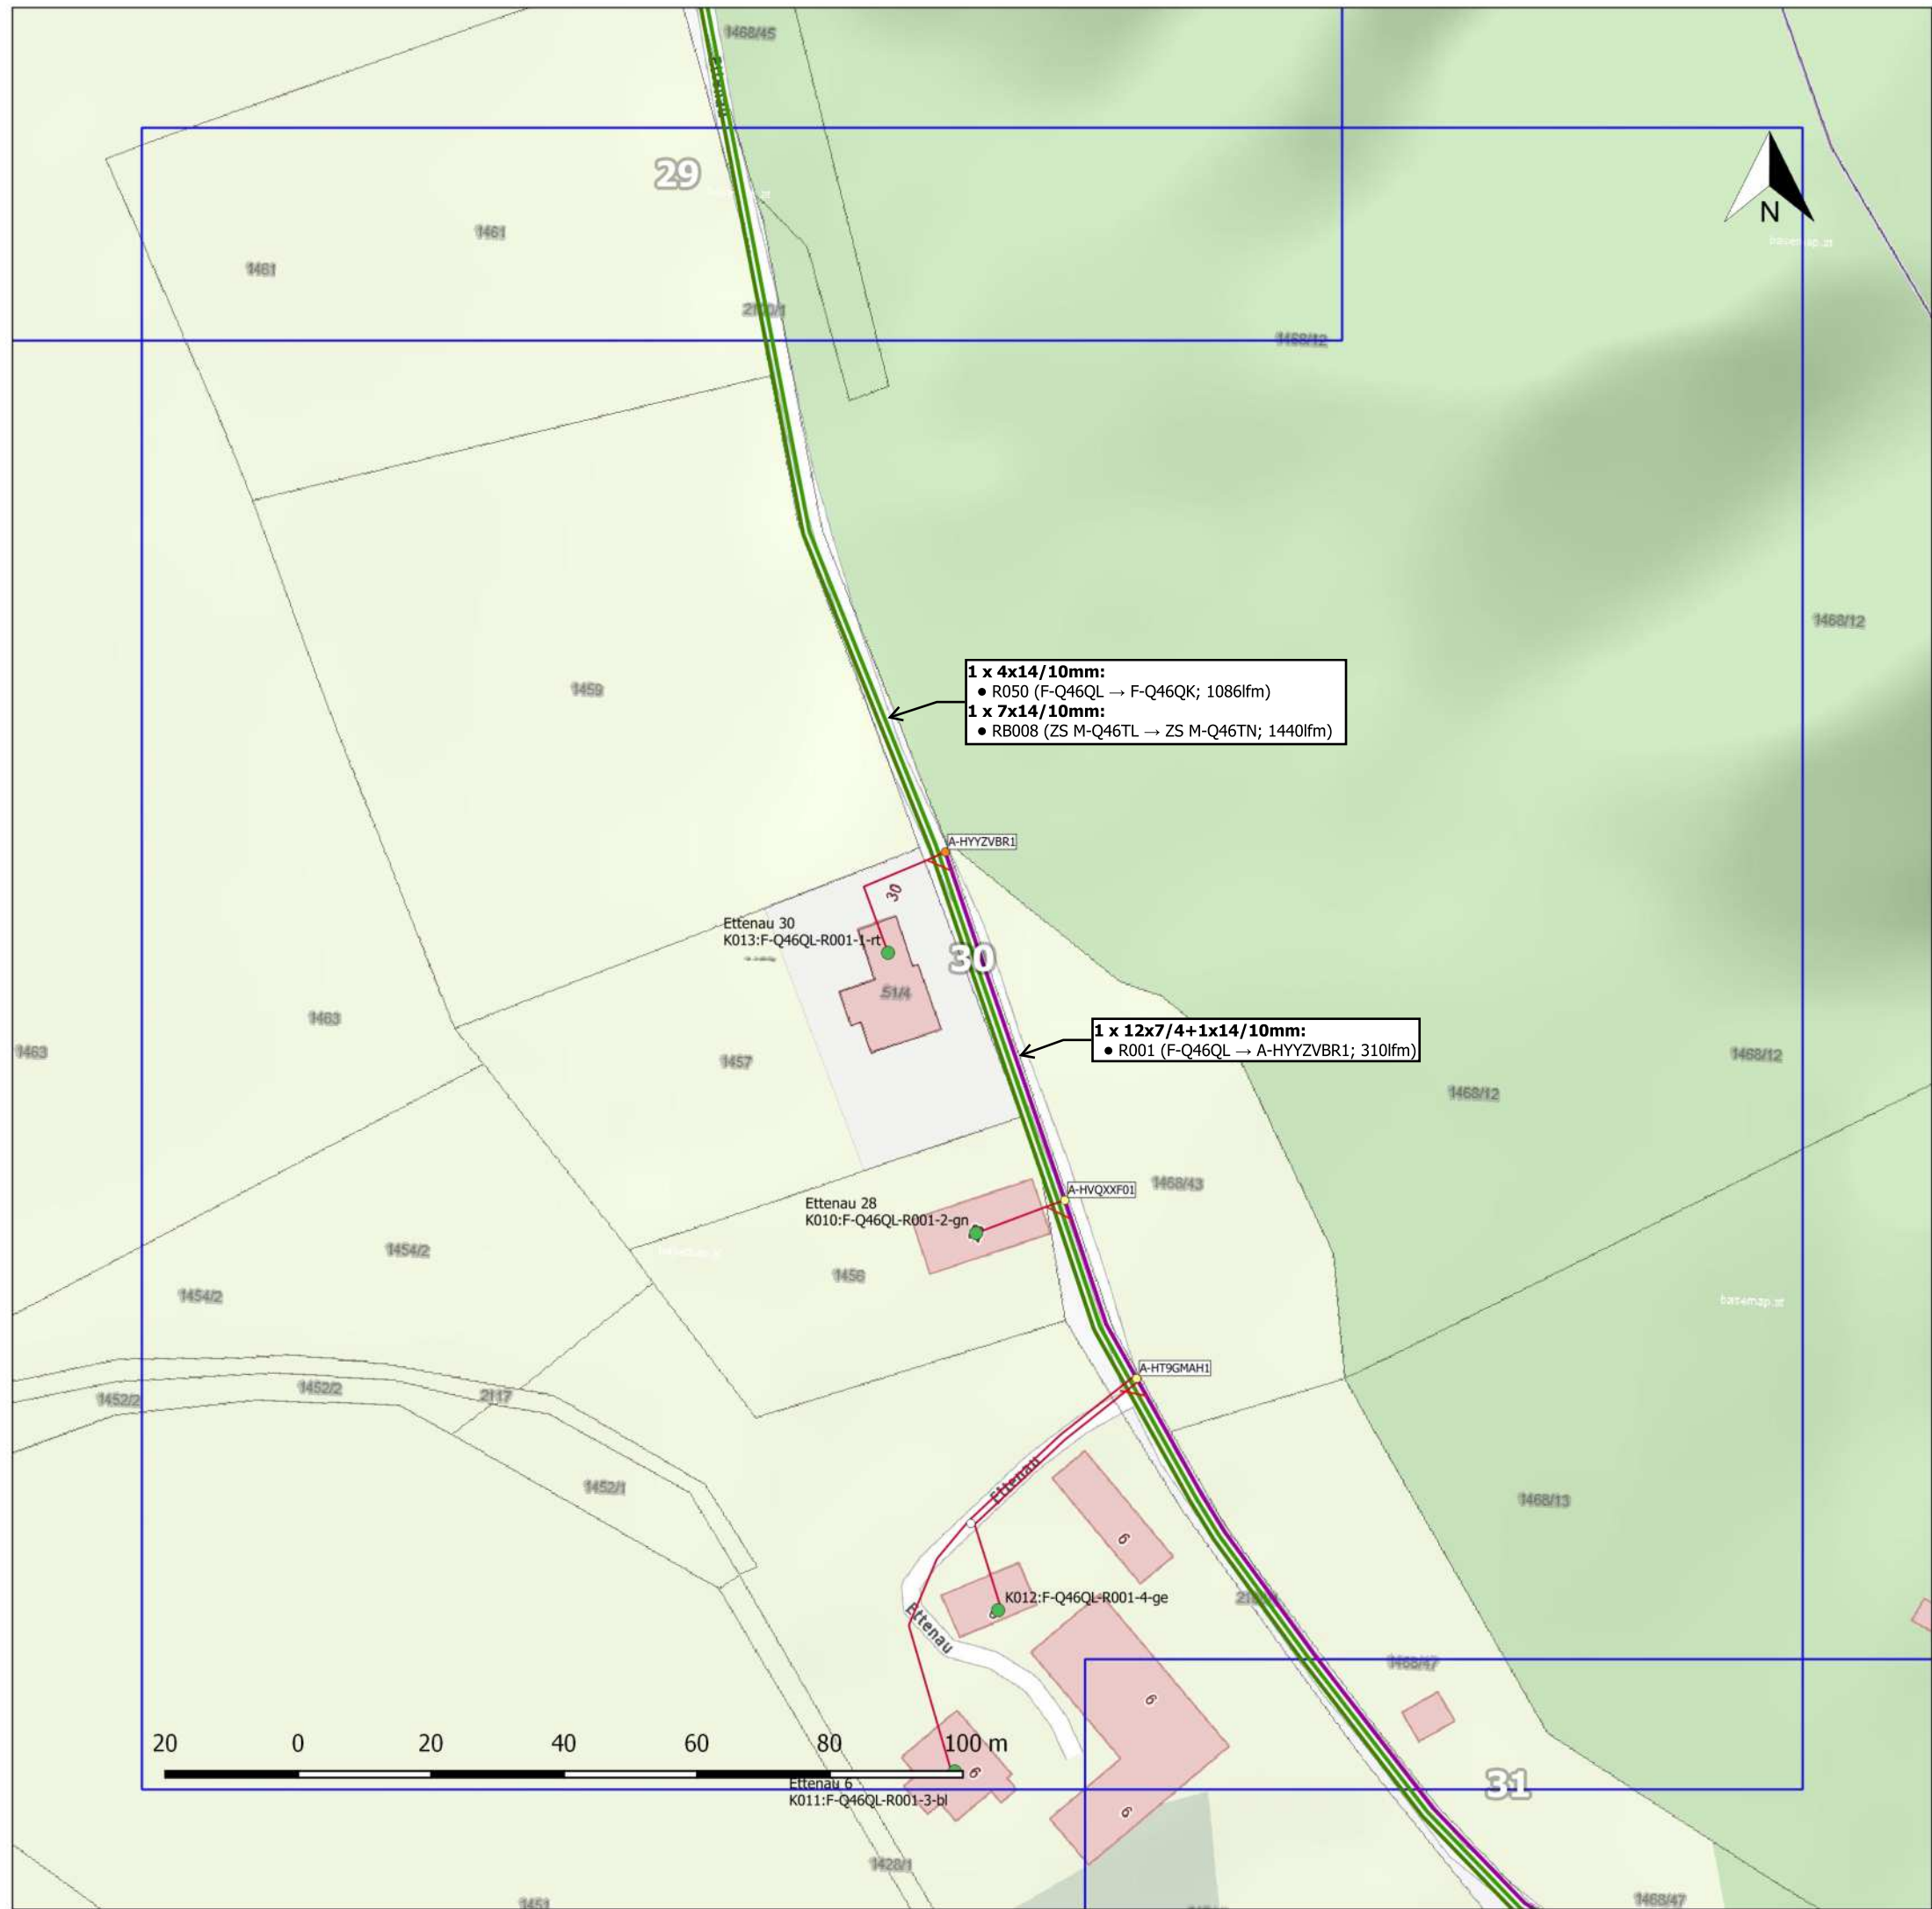 1468/45
29
N
basemap.at
1461
1461
1468/12
1468/12
1459
1 x 4x14/10mm:
● R050 (F-Q46QL → F-Q46QK; 1086lfm)
1 x 7x14/10mm:
● RB008 (ZS M-Q46TL → ZS M-Q46TN; 1440lfm)
A-HYYZVBR1
30
Ettenau 30
K013:F-Q46QL-R001-1-rt
30
.51/4
1463
1463
1457
1 x 12x7/4+1x14/10mm:
● R001 (F-Q46QL → A-HYYZVBR1; 310lfm)
1468/12
1468/12
A-HVQXXF01
1468/43
Ettenau 28
K010:F-Q46QL-R001-2-gn
1454/2
1456
1454/2
basemap.at
A-HT9GMAH1
1452/2
1452/2
2117
1452/1
Ettenau
1468/13
6
K012:F-Q46QL-R001-4-ge
Ettenau
1468/47
6
20 0 20 40 60 80 100 m
6
Ettenau 6
K011:F-Q46QL-R001-3-bl
31
6
1428/1
1451
1468/47